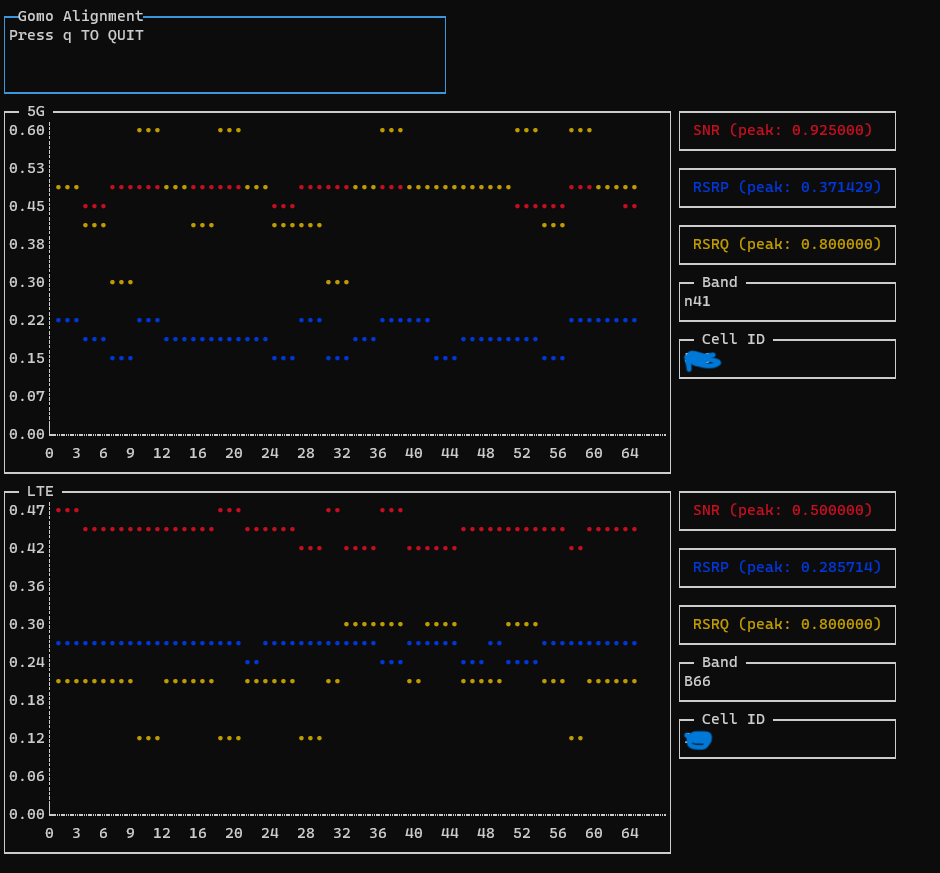 Gomo Alignment
Press q TO QUIT
5G
0.60
0.53
0.45
0.38
0.30
0.22
0.15
0.07
0.00
0 3 6 9 12 16 20 24 28 32 36 40 44 48 52 56 60 64
SNR (peak: 0.925000)
RSRP (peak: 0.371429)
RSRQ (peak: 0.800000)
Band
n41
Cell ID
LTE
0.47
0.42
0.36
0.30
0.24
0.18
0.12
0.06
0.00
0 3 6 9 12 16 20 24 28 32 36 40 44 48 52 56 60 64
SNR (peak: 0.500000)
RSRP (peak: 0.285714)
RSRQ (peak: 0.800000)
Band
B66
Cell ID